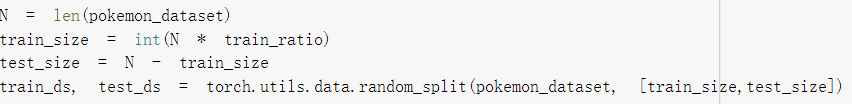 N = len(pokemon_dataset)
train_size = int(N * train_ratio)
test_size = N - train_size
train_ds, test_ds = torch.utils.data.random_split(pokemon_dataset, [train_size,test_size])